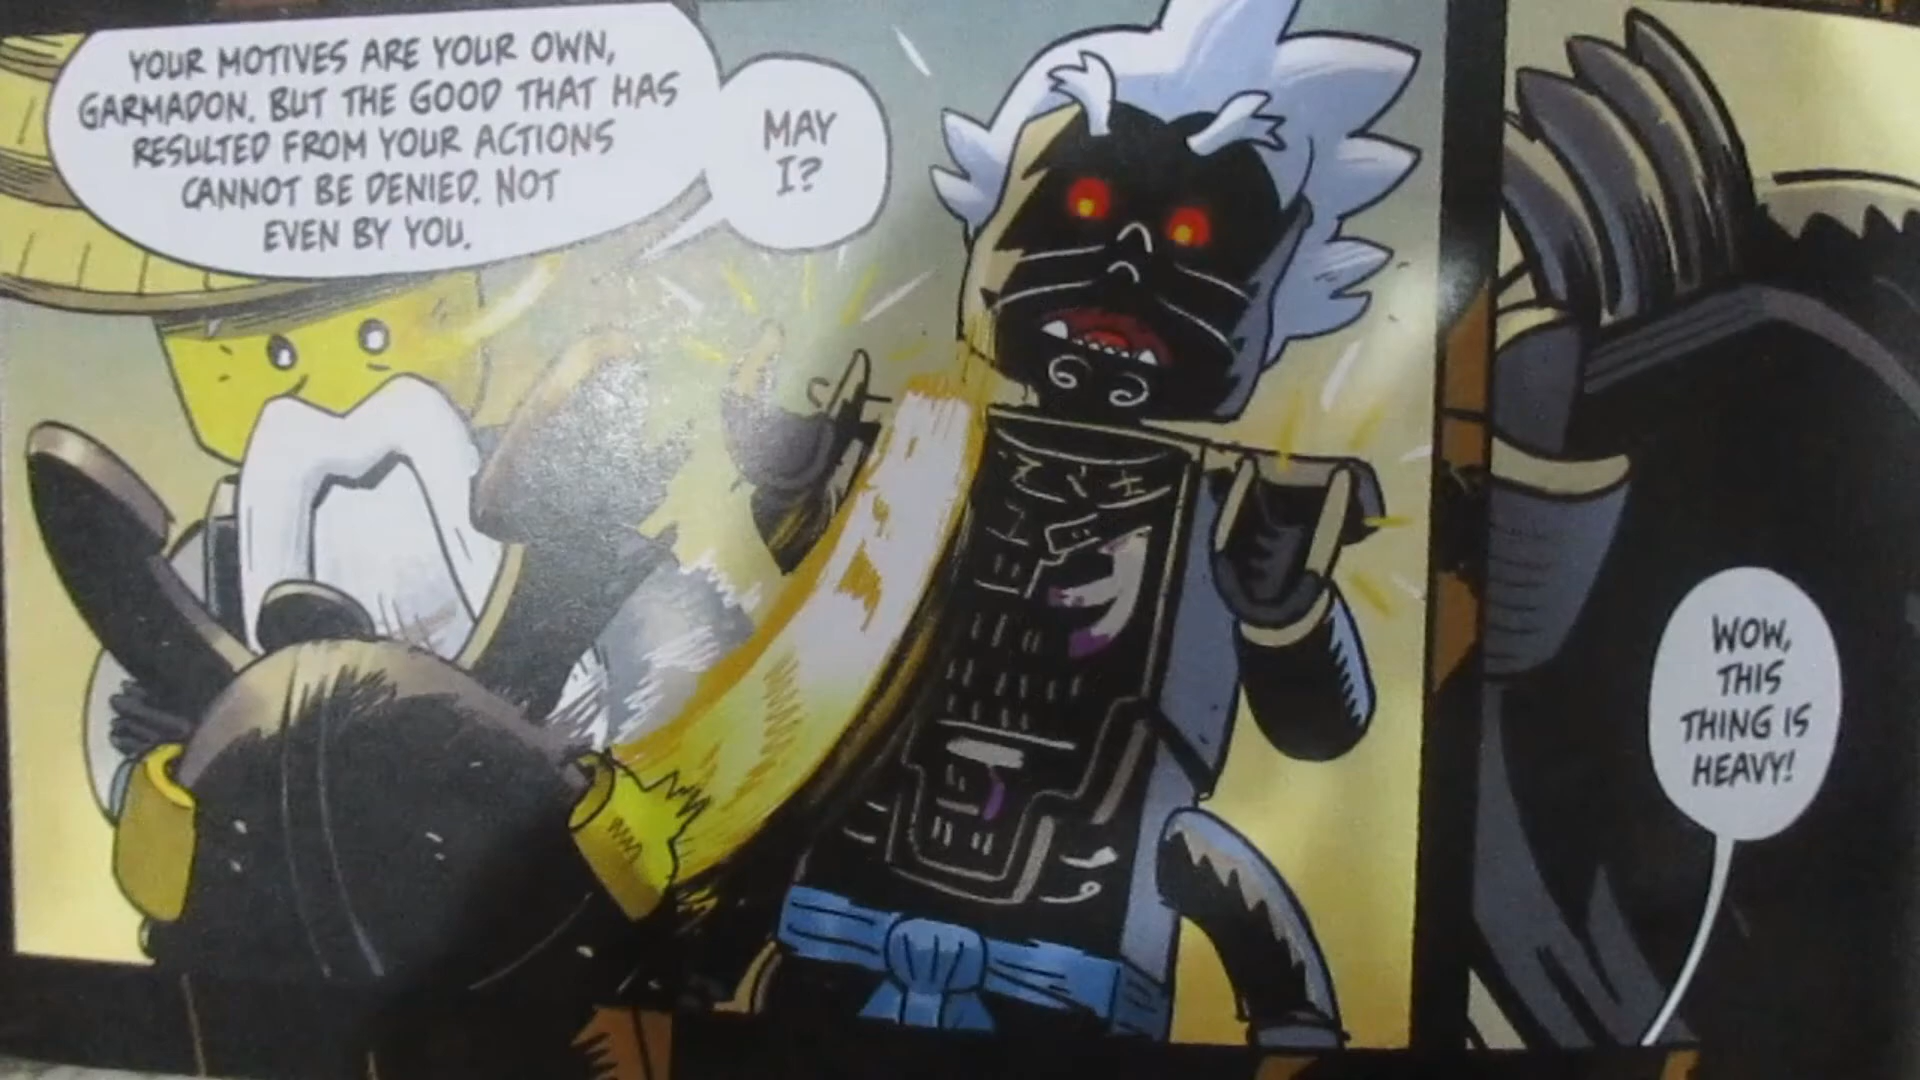 YOUR MOTIVES ARE YOUR OWN,
GARMADON. BUT THE GOOD THAT HAS
RESULTED FROM YOUR ACTIONS
CANNOT BE DENIED. NOT
EVEN BY YOU.
MAY
I?
WOW,
THIS
THING IS
HEAVY!